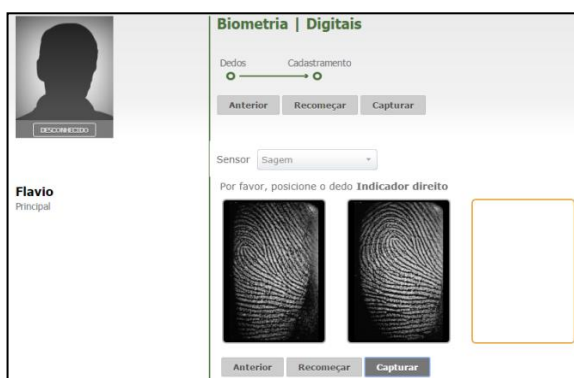 Biometria | Digitais
Dedos Cadastramento
Anterior Recomeçar Capturar
DESCONHECIDO
Sensor Sagem
Flavio
Principal
Por favor, posicione o dedo Indicador direito
Anterior Recomeçar Capturar